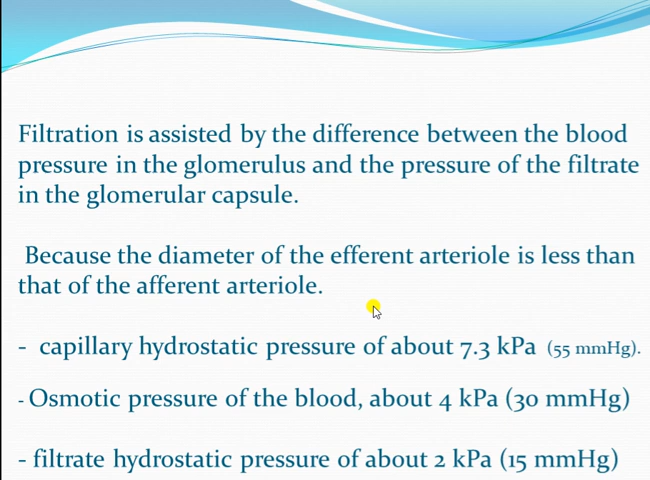 Filtration is assisted by the difference between the blood
pressure in the glomerulus and the pressure of the filtrate
in the glomerular capsule.
Because the diameter of the efferent arteriole is less than
that of the afferent arteriole.
- capillary hydrostatic pressure of about 7.3 kPa (55 mmHg).
- Osmotic pressure of the blood, about 4 kPa (30 mmHg)
- filtrate hydrostatic pressure of about 2 kPa (15 mmHg)